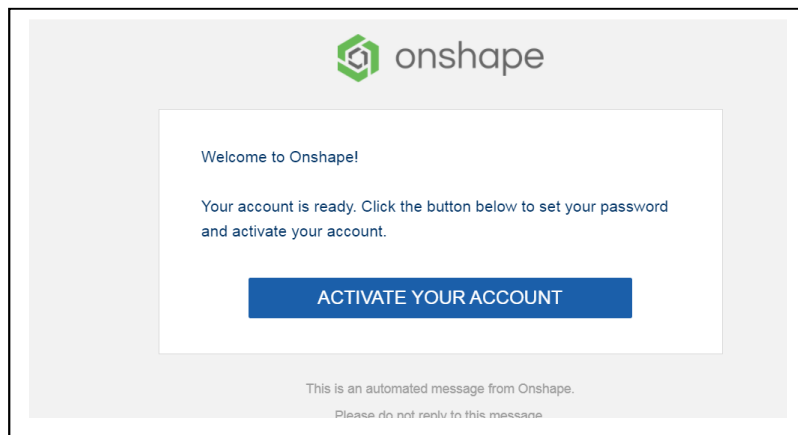 onshape
Welcome to Onshape!
Your account is ready. Click the button below to set your password
and activate your account.
ACTIVATE YOUR ACCOUNT
This is an automated message from Onshape.
Please do not reply to this message